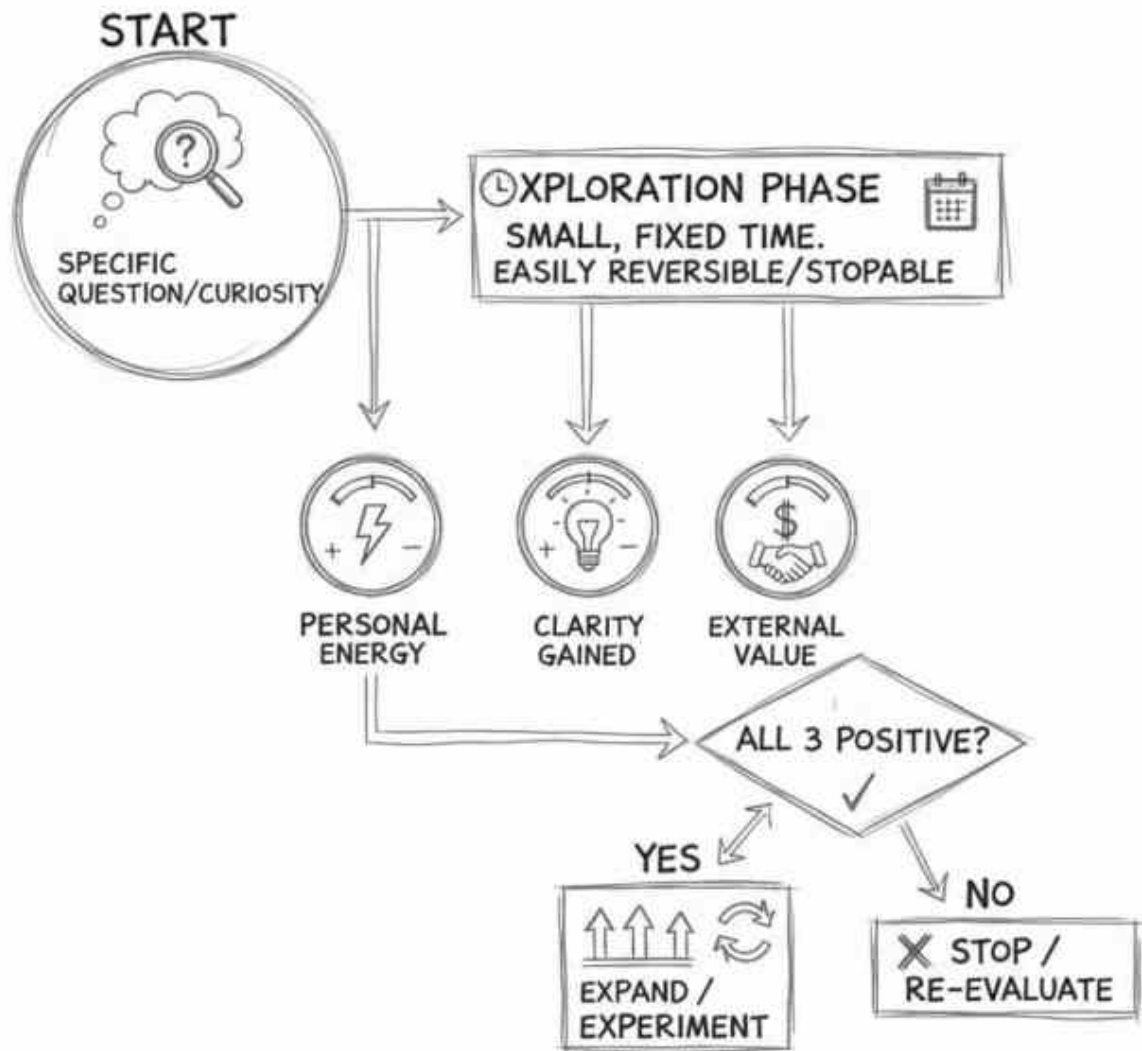 START
?
SPECIFIC
QUESTION/CURIOSITY
XPLORATION PHASE
SMALL, FIXED TIME.
EASILY REVERSIBLE/STOPABLE
+ −
+ −
$
PERSONAL
ENERGY
CLARITY
GAINED
EXTERNAL
VALUE
ALL 3 POSITIVE?
YES
EXPAND /
EXPERIMENT
NO
STOP /
RE-EVALUATE